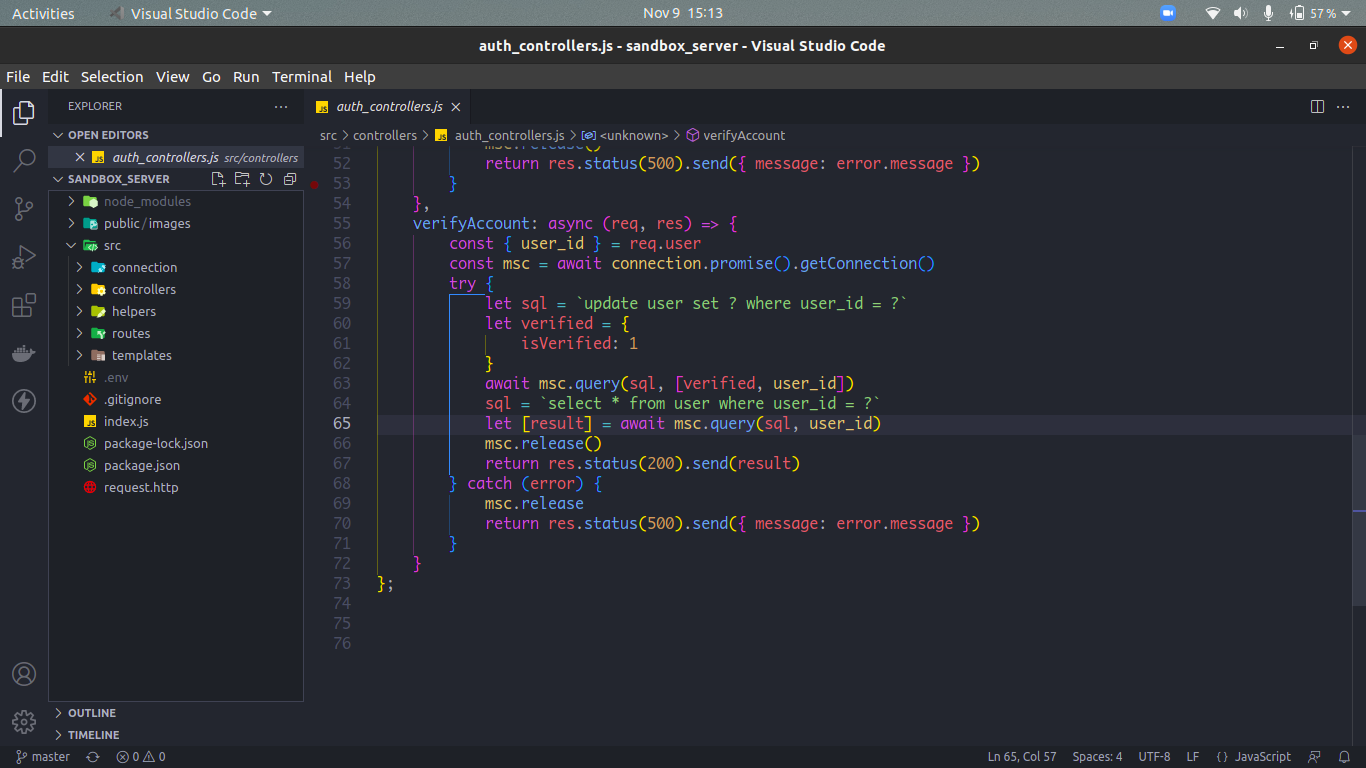 Activities Visual Studio Code Nov 9 15:13 57 %
auth_controllers.js - sandbox_server - Visual Studio Code
File Edit Selection View Go Run Terminal Help
EXPLORER
OPEN EDITORS
auth_controllers.js src/controllers
SANDBOX_SERVER
node_modules
public / images
src
connection
controllers
helpers
routes
templates
.env
.gitignore
index.js
package-lock.json
package.json
request.http
OUTLINE
TIMELINE
auth_controllers.js
src > controllers > auth_controllers.js > <unknown> > verifyAccount
51 msc.release()
52 return res.status(500).send({ message: error.message })
53 }
54 },
55 verifyAccount: async (req, res) => {
56 const { user_id } = req.user
57 const msc = await connection.promise().getConnection()
58 try {
59 let sql = `update user set ? where user_id = ?`
60 let verified = {
61 isVerified: 1
62 }
63 await msc.query(sql, [verified, user_id])
64 sql = `select * from user where user_id = ?`
65 let [result] = await msc.query(sql, user_id)
66 msc.release()
67 return res.status(200).send(result)
68 } catch (error) {
69 msc.release
70 return res.status(500).send({ message: error.message })
71 }
72 }
73 };
74
75
76
master 0 0 Ln 65, Col 57 Spaces: 4 UTF-8 LF {} JavaScript